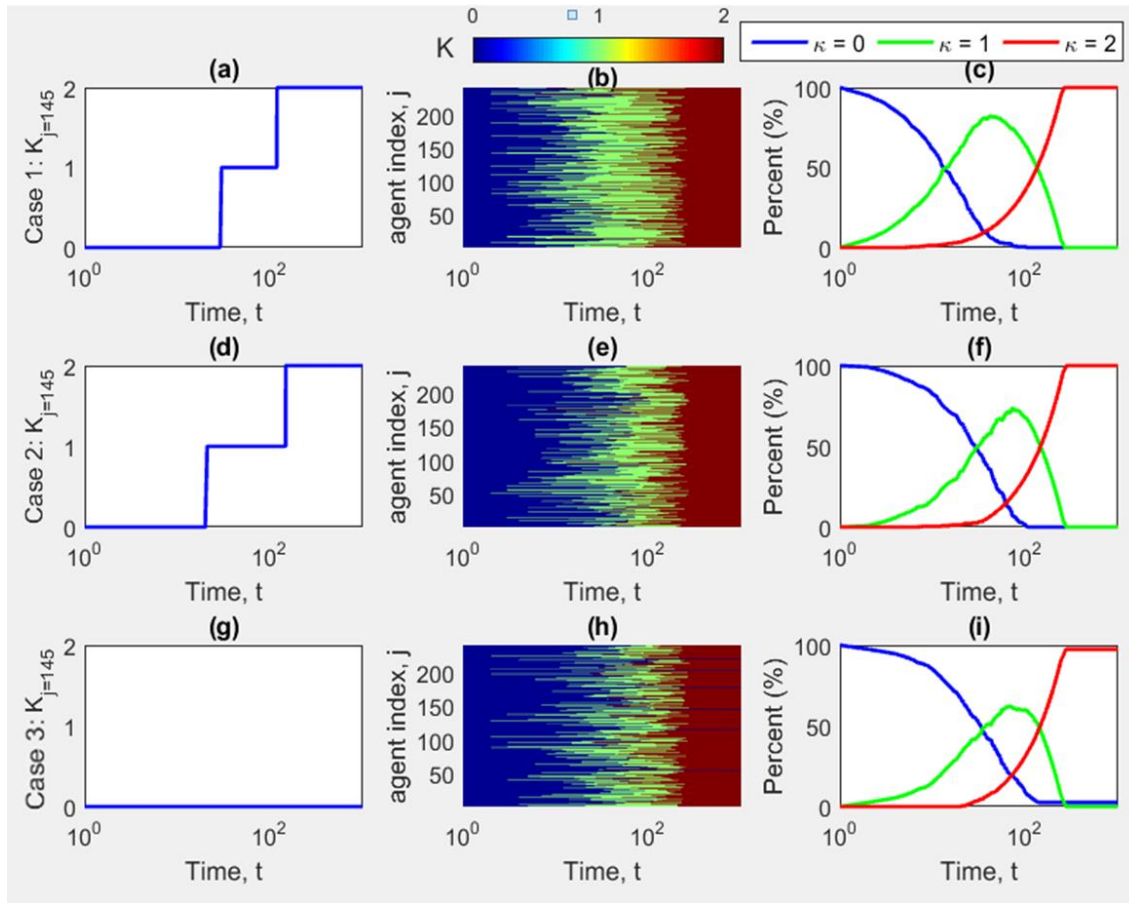 0 1 2
K
κ = 0 κ = 1 κ = 2
(a) (b) (c)
Case 1: K_{j=145}
2
1
0
10^0 10^2
Time, t
agent index, j
200
150
100
50
10^0 10^2
Time, t
Percent (%)
100
50
0
10^0 10^2
Time, t
(d) (e) (f)
Case 2: K_{j=145}
2
1
0
10^0 10^2
Time, t
agent index, j
200
150
100
50
10^0 10^2
Time, t
Percent (%)
100
50
0
10^0 10^2
Time, t
(g) (h) (i)
Case 3: K_{j=145}
2
1
0
10^0 10^2
Time, t
agent index, j
200
150
100
50
10^0 10^2
Time, t
Percent (%)
100
50
0
10^0 10^2
Time, t